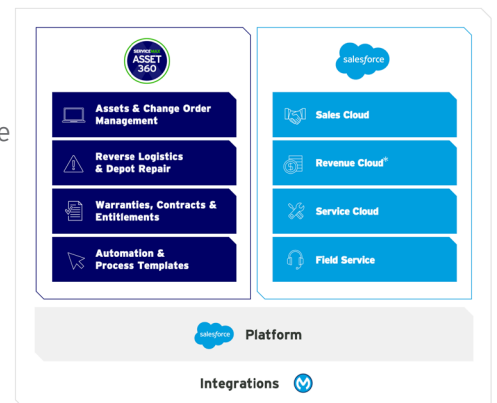 SERVICEMAX
ASSET
360
Assets & Change Order
Management
Reverse Logistics
& Depot Repair
Warranties, Contracts &
Entitlements
Automation &
Process Templates
salesforce
Sales Cloud
Revenue Cloud*
Service Cloud
Field Service
salesforce Platform
Integrations
e